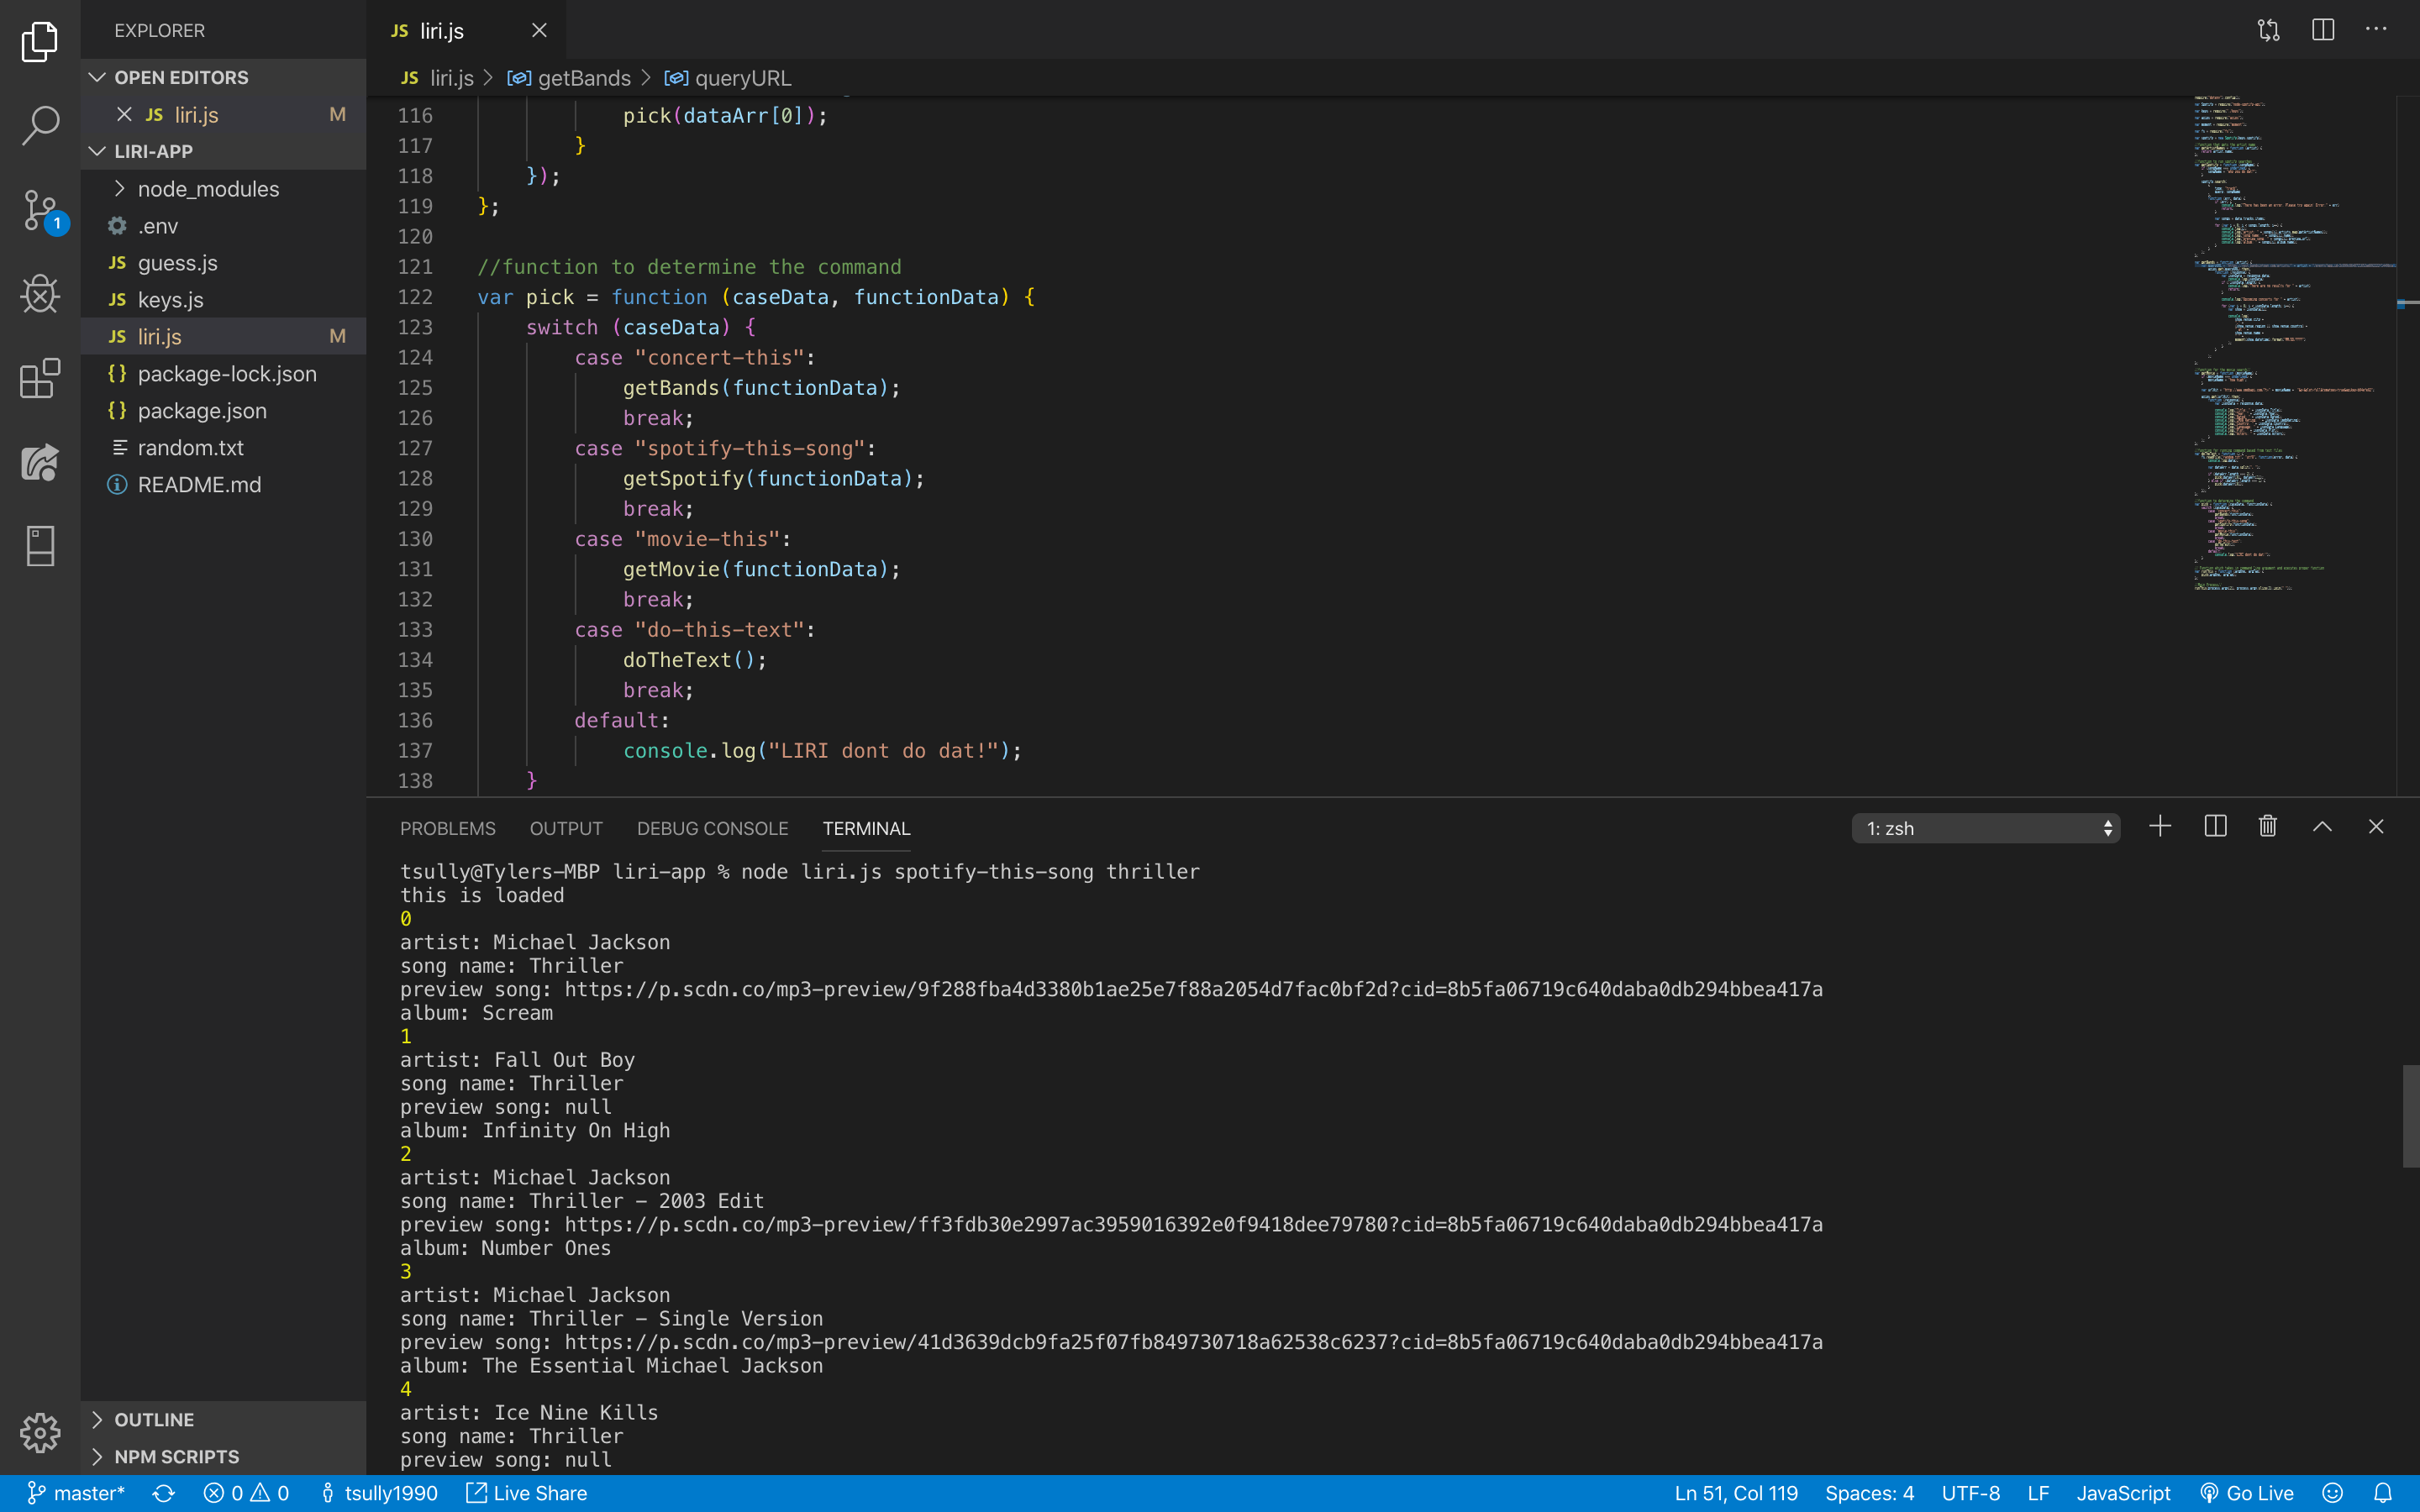 EXPLORER
OPEN EDITORS
JS liri.js M
LIRI-APP
node_modules
.env
JS guess.js
JS keys.js
JS liri.js M
{} package-lock.json
{} package.json
random.txt
README.md
OUTLINE
NPM SCRIPTS
1
JS liri.js
JS liri.js > getBands > queryURL
116 pick(dataArr[0]);
117 }
118 });
119 };
120
121 //function to determine the command
122 var pick = function (caseData, functionData) {
123 switch (caseData) {
124 case "concert-this":
125 getBands(functionData);
126 break;
127 case "spotify-this-song":
128 getSpotify(functionData);
129 break;
130 case "movie-this":
131 getMovie(functionData);
132 break;
133 case "do-this-text":
134 doTheText();
135 break;
136 default:
137 console.log("LIRI dont do dat!");
138 }
PROBLEMS OUTPUT DEBUG CONSOLE TERMINAL 1: zsh
tsully@Tylers-MBP liri-app % node liri.js spotify-this-song thriller
this is loaded
0
artist: Michael Jackson
song name: Thriller
preview song: https://p.scdn.co/mp3-preview/9f288fba4d3380b1ae25e7f88a2054d7fac0bf2d?cid=8b5fa06719c640daba0db294bbea417a
album: Scream
1
artist: Fall Out Boy
song name: Thriller
preview song: null
album: Infinity On High
2
artist: Michael Jackson
song name: Thriller - 2003 Edit
preview song: https://p.scdn.co/mp3-preview/ff3fdb30e2997ac3959016392e0f9418dee79780?cid=8b5fa06719c640daba0db294bbea417a
album: Number Ones
3
artist: Michael Jackson
song name: Thriller - Single Version
preview song: https://p.scdn.co/mp3-preview/41d3639dcb9fa25f07fb849730718a62538c6237?cid=8b5fa06719c640daba0db294bbea417a
album: The Essential Michael Jackson
4
artist: Ice Nine Kills
song name: Thriller
preview song: null
master* 0 0 tsully1990 Live Share Ln 51, Col 119 Spaces: 4 UTF-8 LF JavaScript Go Live